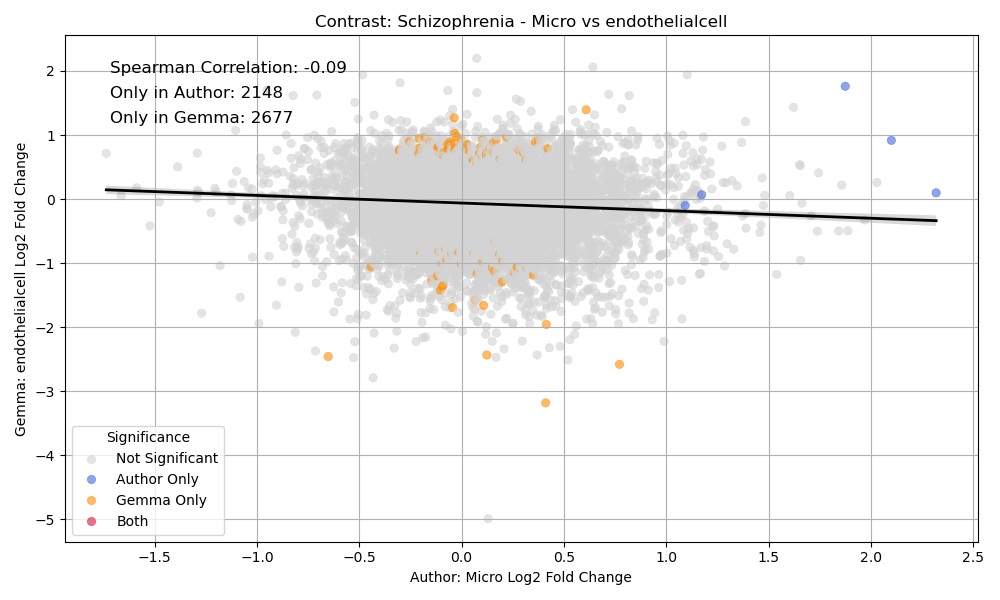 Contrast: Schizophrenia - Micro vs endothelialcell
Spearman Correlation: -0.09
Only in Author: 2148
Only in Gemma: 2677
Gemma: endothelialcell Log2 Fold Change
2
1
0
−1
−2
−3
−4
−5
Significance
Not Significant
Author Only
Gemma Only
Both
−1.5 −1.0 −0.5 0.0 0.5 1.0 1.5 2.0 2.5
Author: Micro Log2 Fold Change